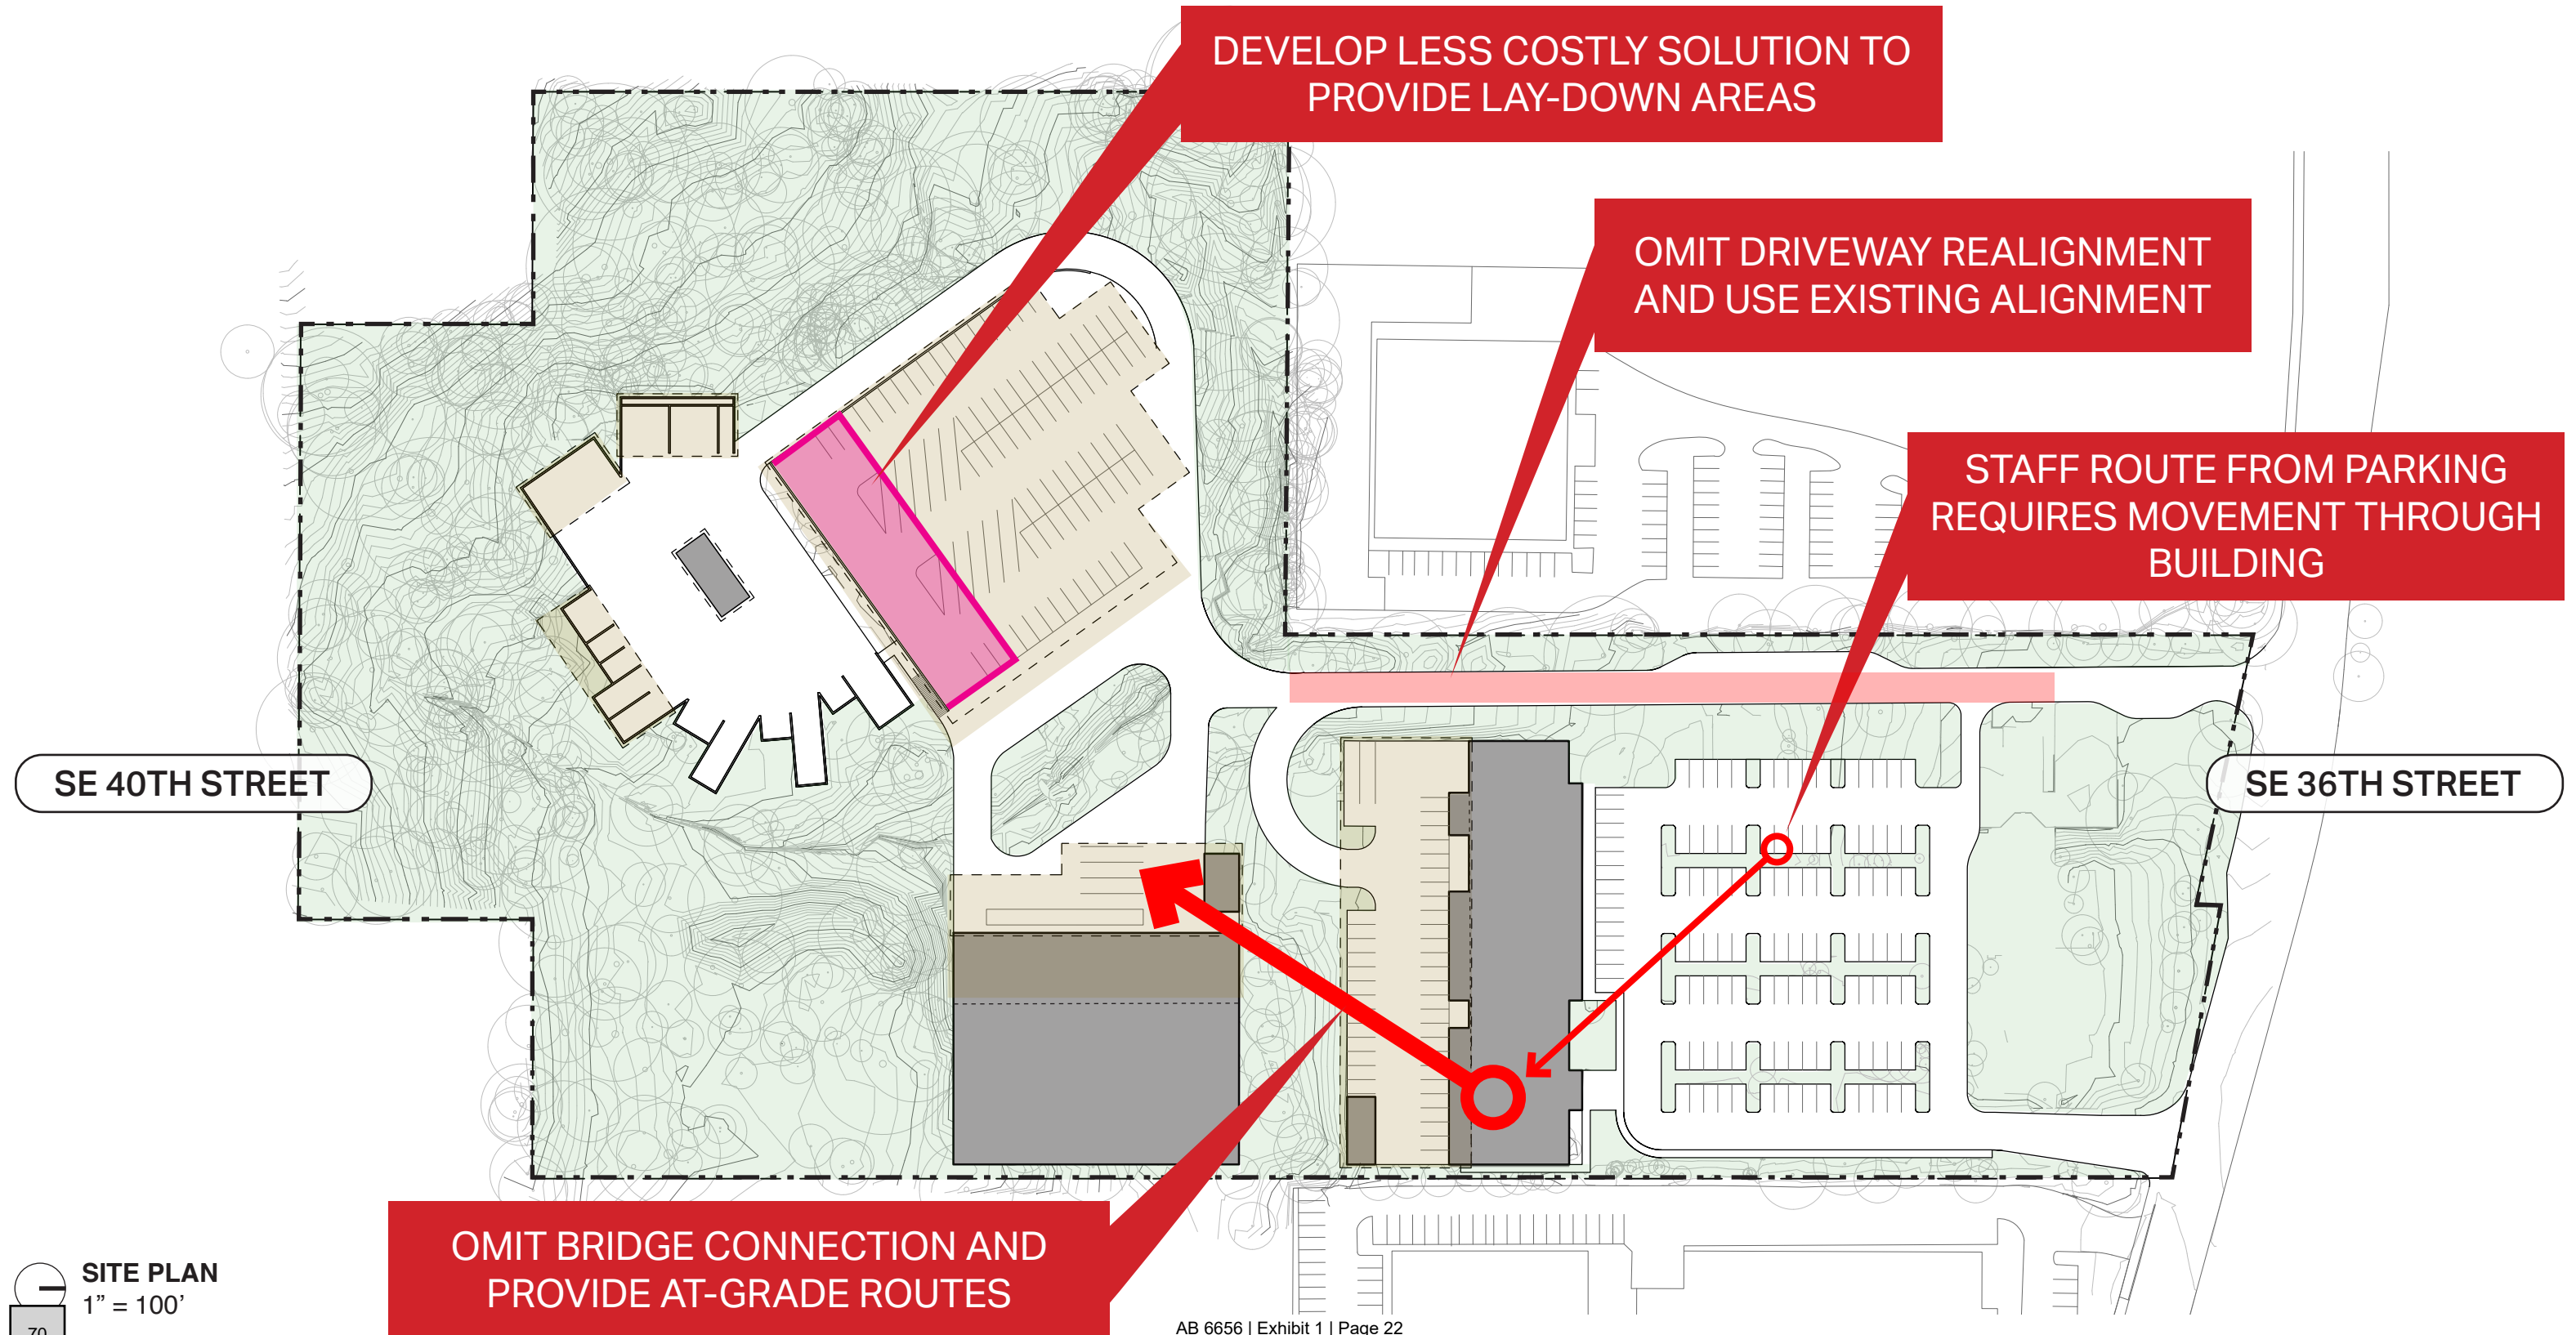 DEVELOP LESS COSTLY SOLUTION TO
PROVIDE LAY-DOWN AREAS
OMIT DRIVEWAY REALIGNMENT
AND USE EXISTING ALIGNMENT
STAFF ROUTE FROM PARKING
REQUIRES MOVEMENT THROUGH
BUILDING
SE 40TH STREET
SE 36TH STREET
OMIT BRIDGE CONNECTION AND
PROVIDE AT-GRADE ROUTES
SITE PLAN
1” = 100’
70
AB 6656 | Exhibit 1 | Page 22